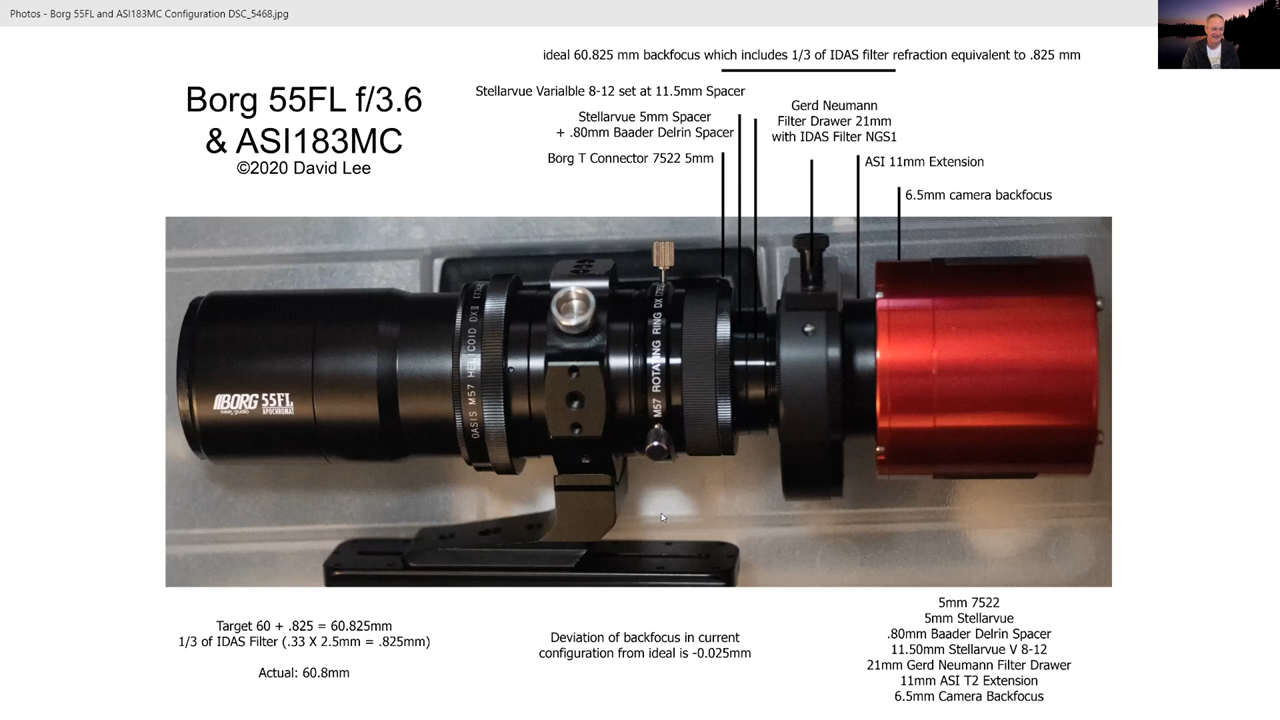 Photos - Borg 55FL and ASI183MC Configuration DSC_5468.jpg
ideal 60.825 mm backfocus which includes 1/3 of IDAS filter refraction equivalent to .825 mm
Borg 55FL f/3.6
& ASI183MC
©2020 David Lee
Stellarvue Varialble 8-12 set at 11.5mm Spacer
Stellarvue 5mm Spacer
+ .80mm Baader Delrin Spacer
Borg T Connector 7522 5mm
Gerd Neumann
Filter Drawer 21mm
with IDAS Filter NGS1
ASI 11mm Extension
6.5mm camera backfocus
BORG 55FL
APOCHROMAT
OASIS M57 HELICOID DXII
M57 ROTATING RING DX
Target 60 + .825 = 60.825mm
1/3 of IDAS Filter (.33 X 2.5mm = .825mm)
Actual: 60.8mm
Deviation of backfocus in current
configuration from ideal is -0.025mm
5mm 7522
5mm Stellarvue
.80mm Baader Delrin Spacer
11.50mm Stellarvue V 8-12
21mm Gerd Neumann Filter Drawer
11mm ASI T2 Extension
6.5mm Camera Backfocus